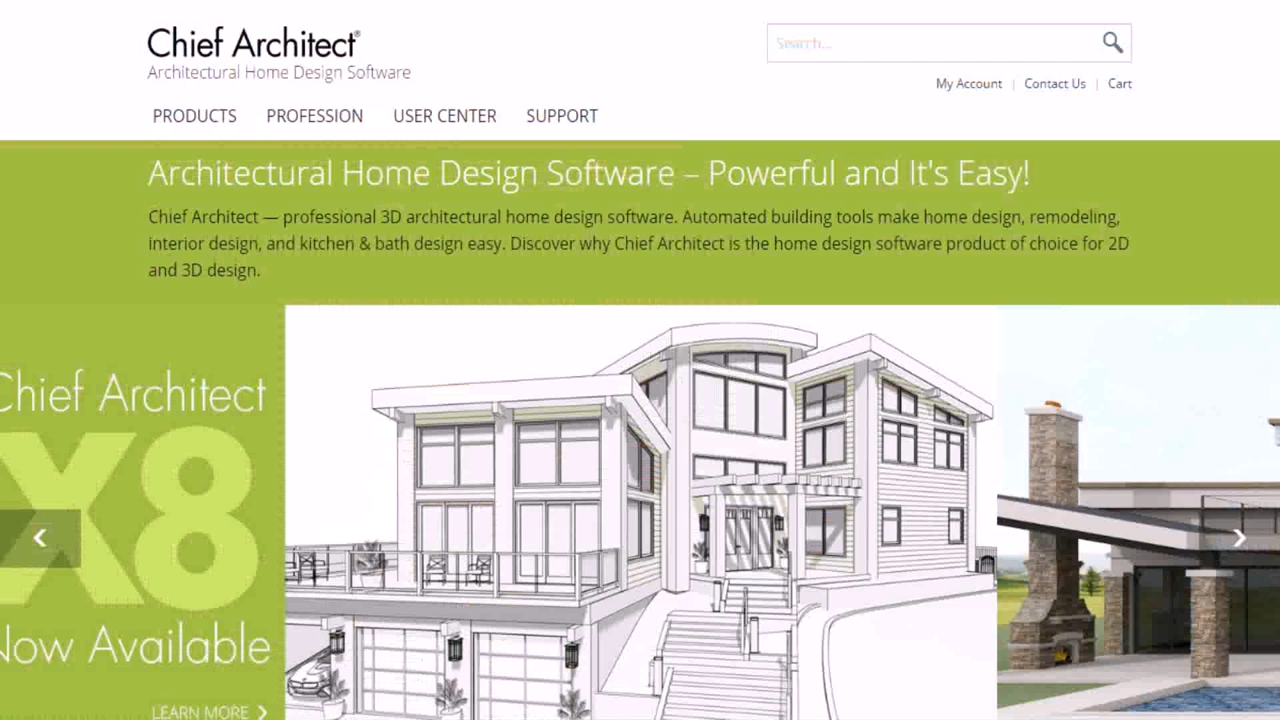 Chief Architect®
Architectural Home Design Software
Search...
My Account | Contact Us | Cart
PRODUCTS PROFESSION USER CENTER SUPPORT
Architectural Home Design Software – Powerful and It's Easy!
Chief Architect — professional 3D architectural home design software. Automated building tools make home design, remodeling,
interior design, and kitchen & bath design easy. Discover why Chief Architect is the home design software product of choice for 2D
and 3D design.
Chief Architect
X8
Now Available
LEARN MORE